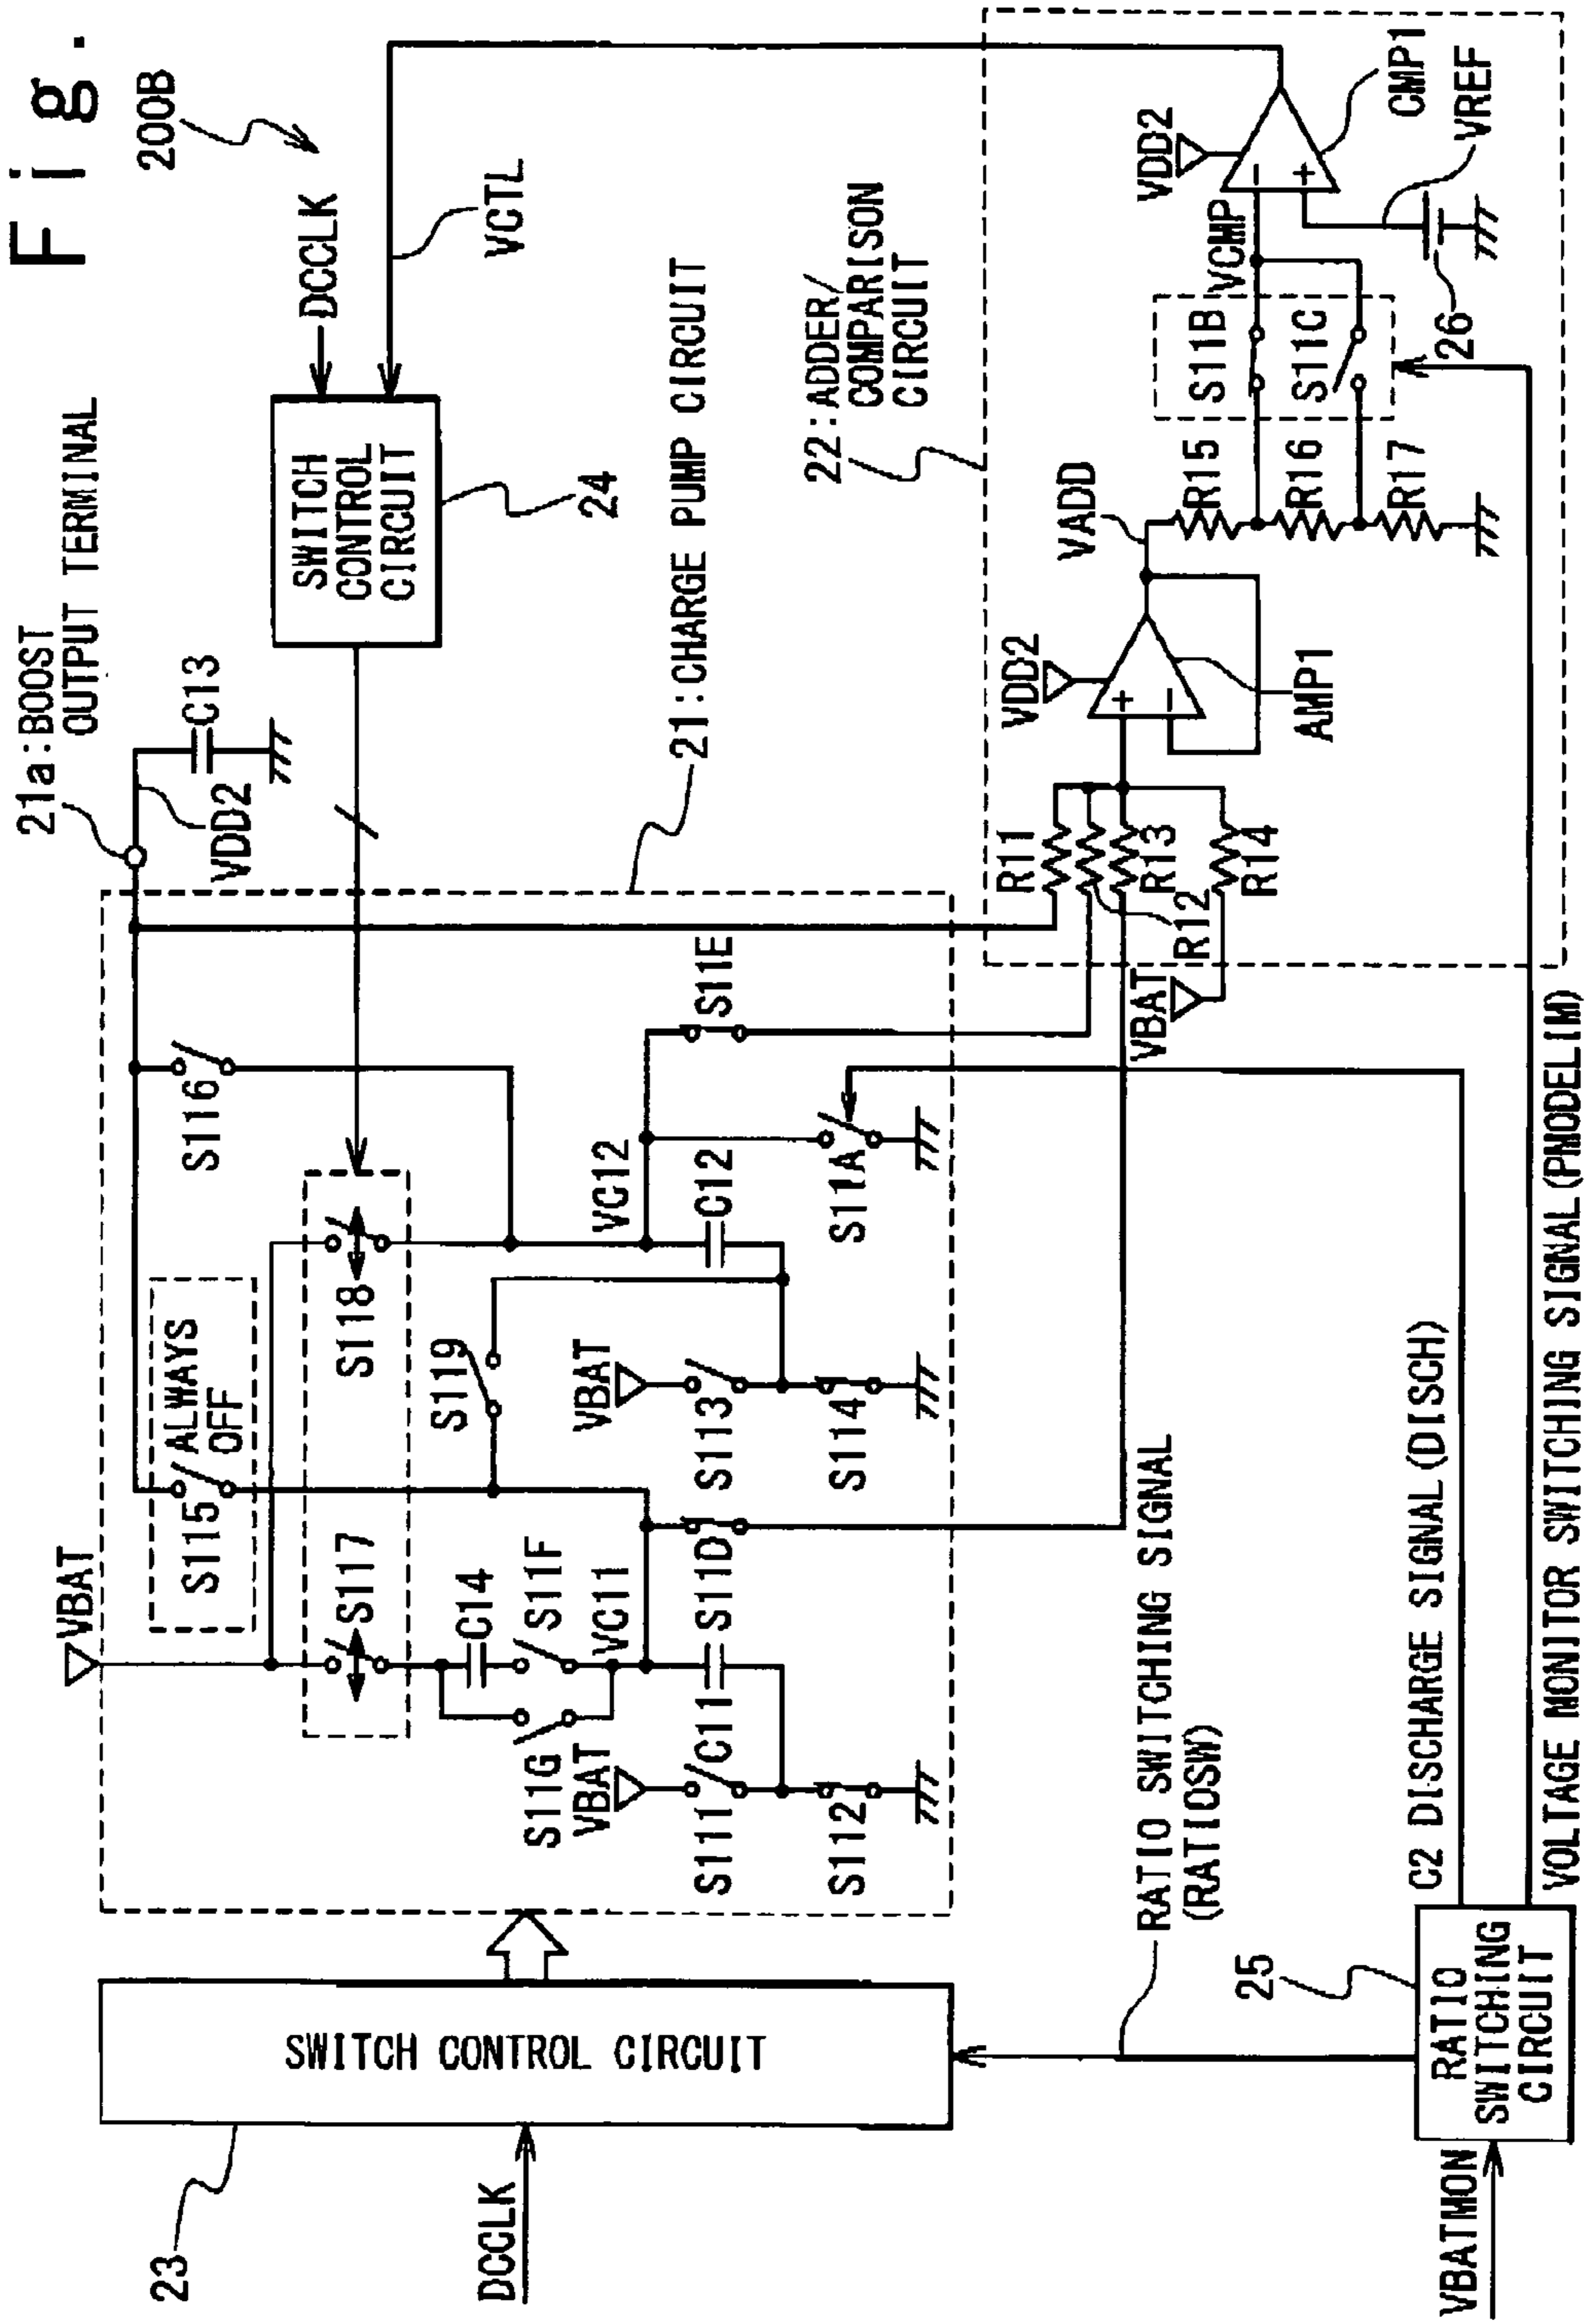 Fig.
200B
DCCLK
VCTL
21a:BOOST
OUTPUT TERMINAL
C13
VDD2
SWITCH
CONTROL
CIRCUIT
24
21:CHARGE PUMP CIRCUIT
22:ADDER/
COMPARISON
CIRCUIT
VBAT
S115
ALWAYS
OFF
S116
S117
S118
S119
C14
S11F
S11G
VC11
C11
S11D
VBAT
S111
S112
VBAT
S113
S114
VC12
C12
S11A
S11E
VBAT
R11
R12
R13
R14
VDD2
AMP1
+
−
VADD
R15
R16
R17
S11B
S11C
VCMP
VDD2
−
+
CMP1
VREF
26
SWITCH CONTROL CIRCUIT
23
DCCLK
RATIO SWITCHING SIGNAL
(RATIOSW)
C2 DISCHARGE SIGNAL(DISCH)
VOLTAGE MONITOR SWITCHING SIGNAL(PMODELIM)
25
RATIO
SWITCHING
CIRCUIT
VBATMON